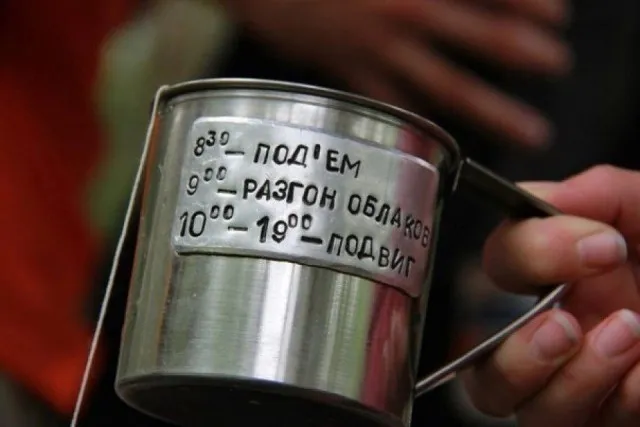 8³⁰ – ПОД'ЕМ
9⁰⁰ – РАЗГОН ОБЛАКОВ
10⁰⁰ – 19⁰⁰ – ПОДВИГ